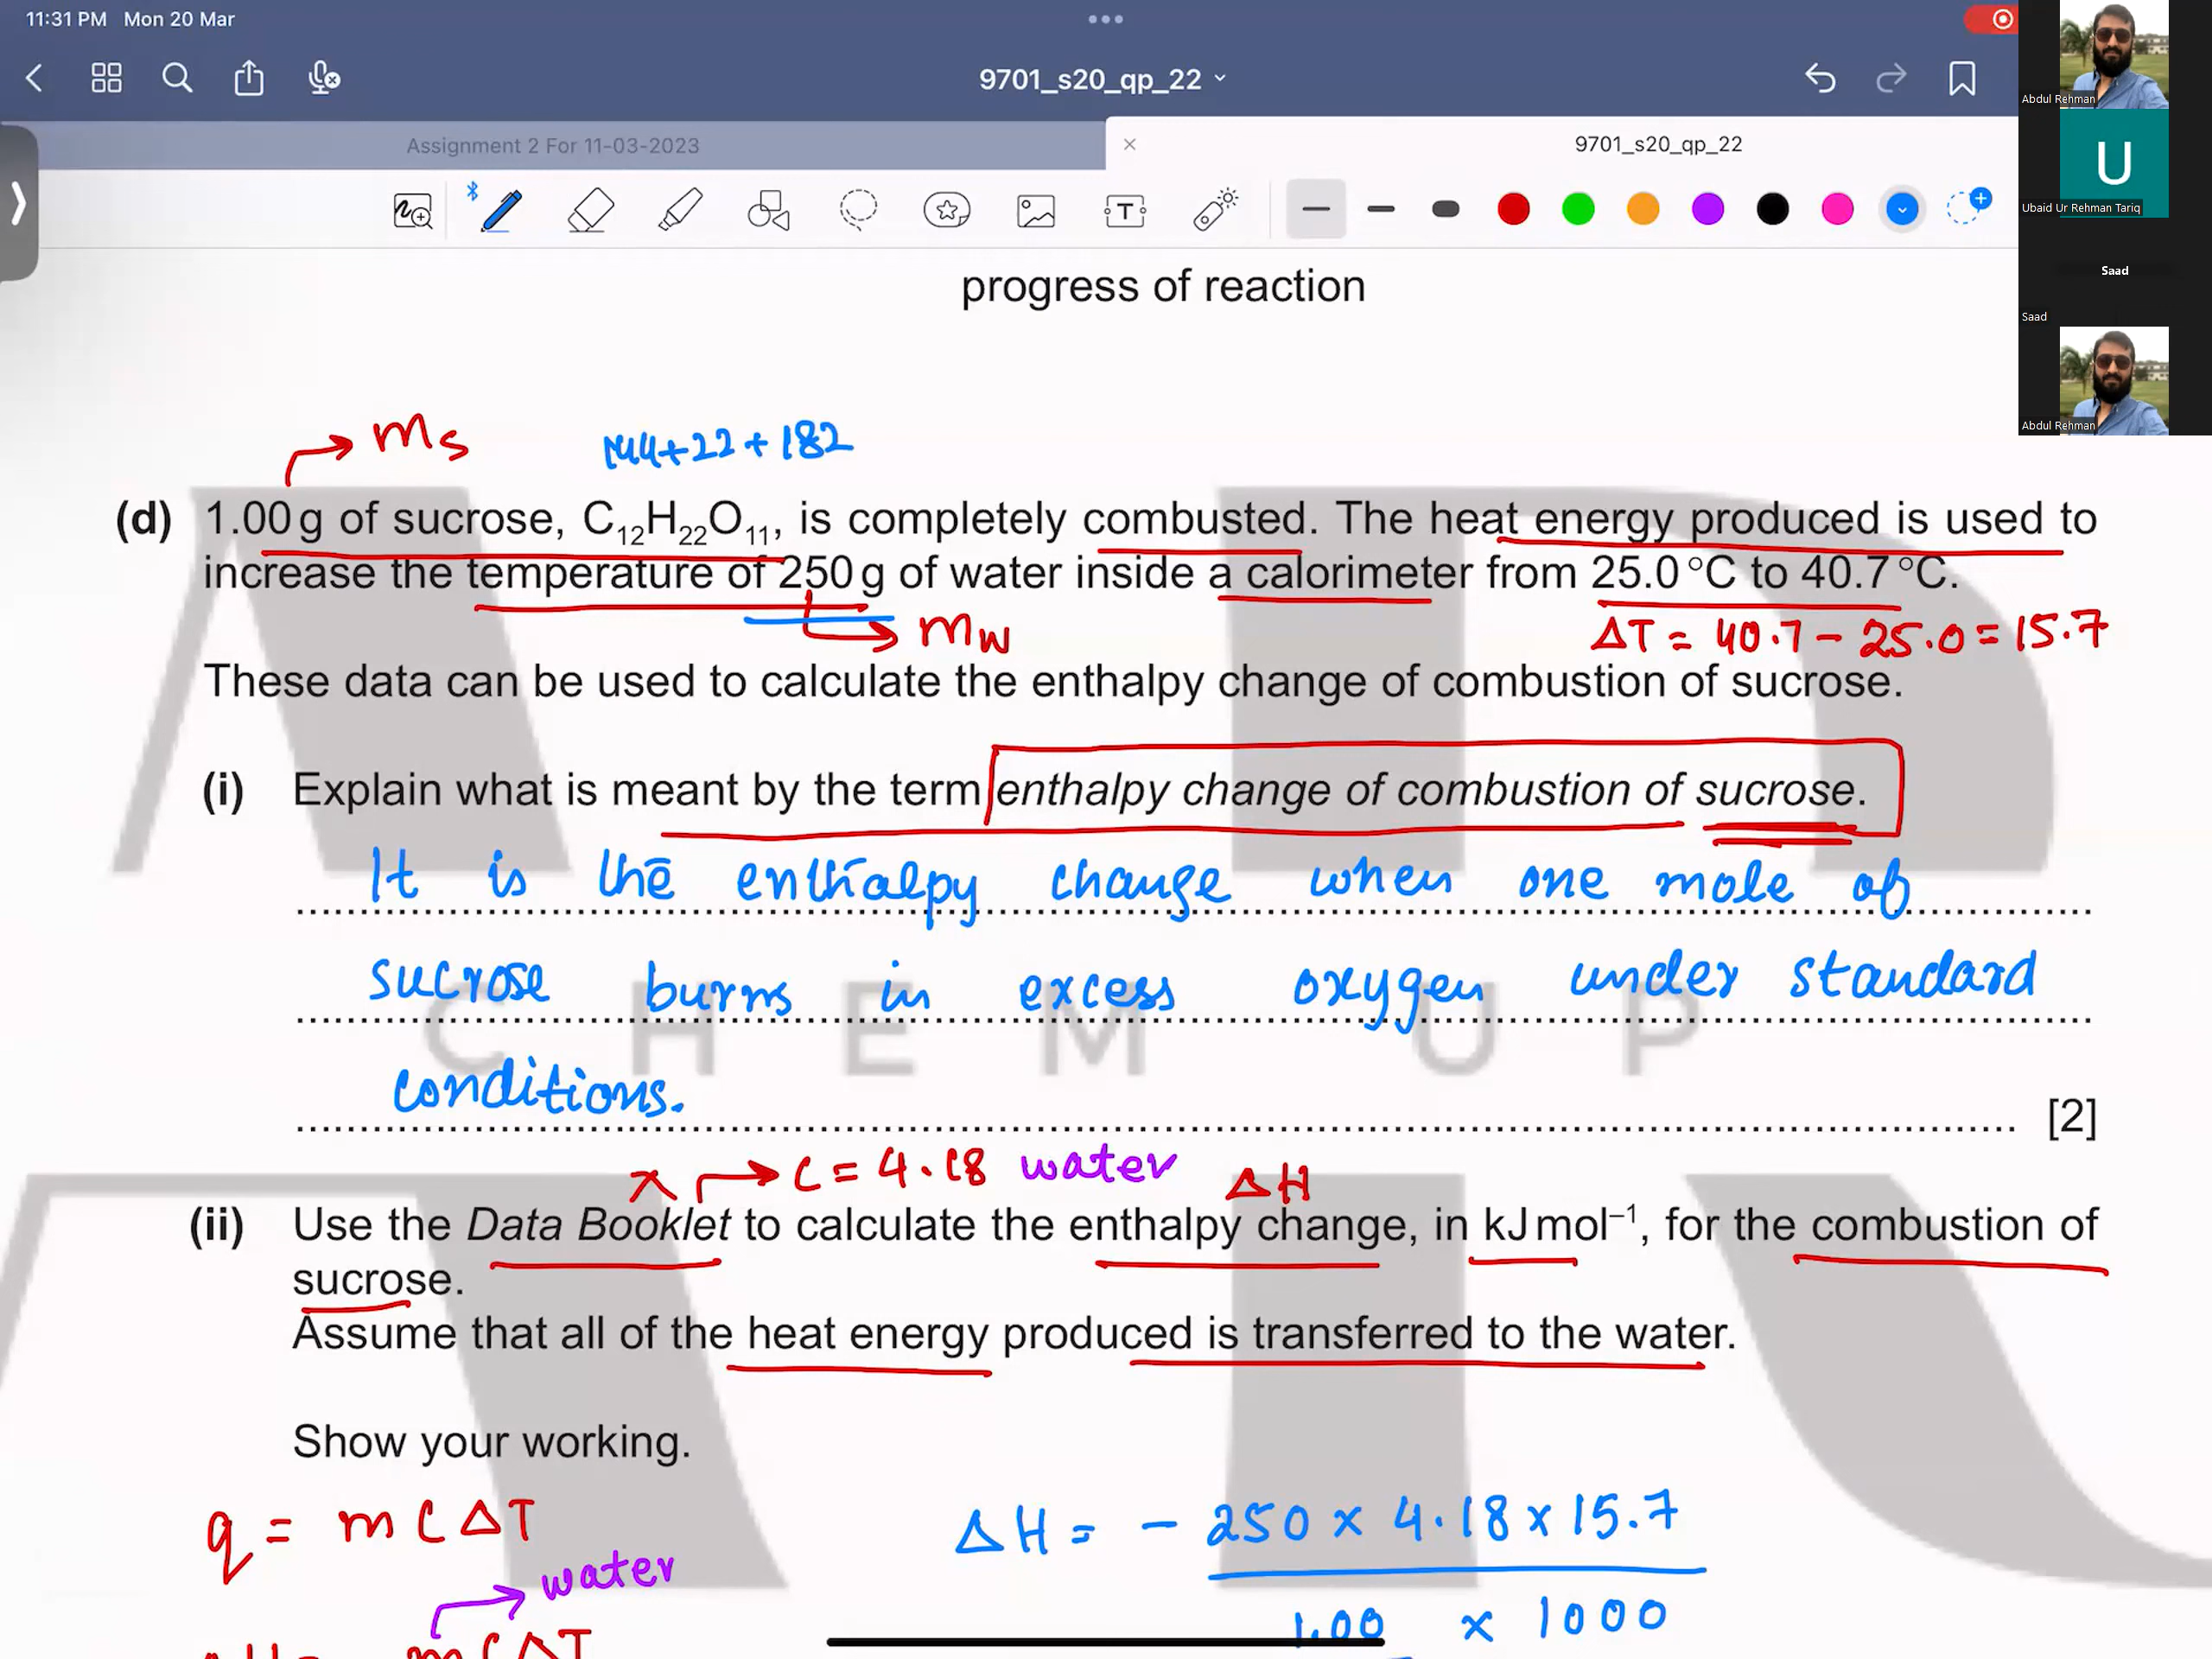 11:31 PM Mon 20 Mar
9701_s20_qp_22
Assignment 2 For 11-03-2023
9701_s20_qp_22
Abdul Rehman
U
Ubaid Ur Rehman Tariq
Saad
Saad
Abdul Rehman
progress of reaction
mS
144+22+182
(d) 1.00 g of sucrose, C₁₂H₂₂O₁₁, is completely combusted. The heat energy produced is used to
increase the temperature of 250 g of water inside a calorimeter from 25.0 °C to 40.7 °C.
mW
ΔT = 40.7 - 25.0 = 15.7
These data can be used to calculate the enthalpy change of combustion of sucrose.
(i) Explain what is meant by the term enthalpy change of combustion of sucrose.
It is the enthalpy change when one mole of
sucrose burns in excess oxygen under standard
conditions.
[2]
CHEM UP
C = 4.18 water ΔH
(ii) Use the Data Booklet to calculate the enthalpy change, in kJ mol⁻¹, for the combustion of
sucrose.
Assume that all of the heat energy produced is transferred to the water.
Show your working.
q = mCΔT
ΔH = - 250 × 4.18 × 15.7
water
1.00 × 1000
mCΔT